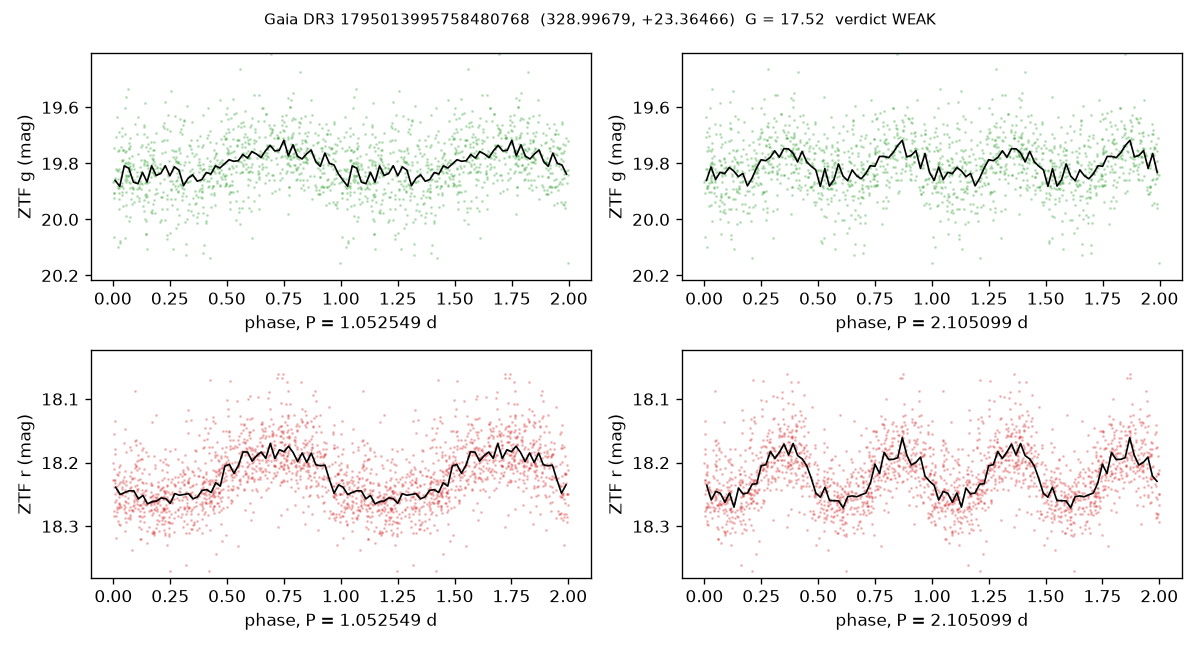 Gaia DR3 1795013995758480768 (328.99679, +23.36466) G = 17.52 verdict WEAK
ZTF g (mag)
19.6
19.8
20.0
20.2
0.00 0.25 0.50 0.75 1.00 1.25 1.50 1.75 2.00
phase, P = 1.052549 d
ZTF g (mag)
19.6
19.8
20.0
20.2
0.00 0.25 0.50 0.75 1.00 1.25 1.50 1.75 2.00
phase, P = 2.105099 d
ZTF r (mag)
18.1
18.2
18.3
0.00 0.25 0.50 0.75 1.00 1.25 1.50 1.75 2.00
phase, P = 1.052549 d
ZTF r (mag)
18.1
18.2
18.3
0.00 0.25 0.50 0.75 1.00 1.25 1.50 1.75 2.00
phase, P = 2.105099 d